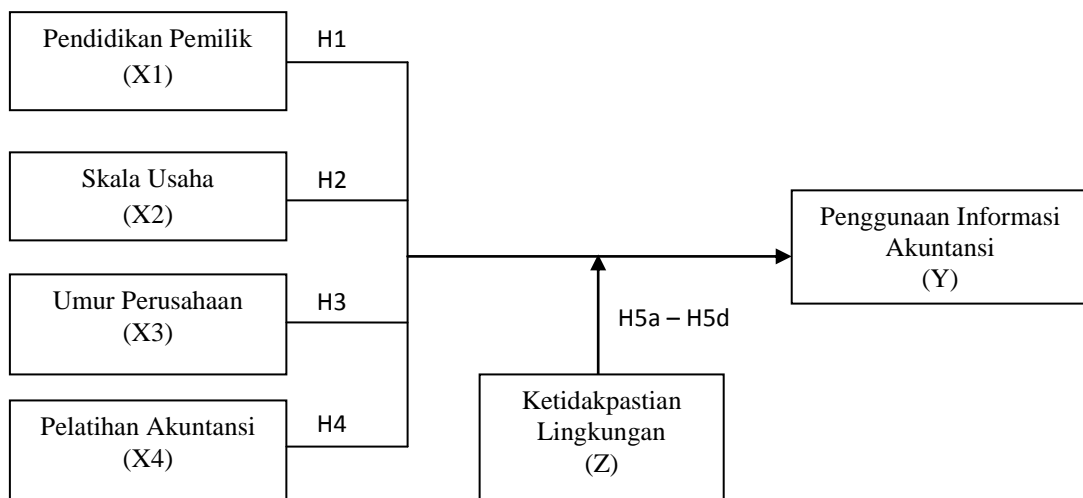 Pendidikan Pemilik
(X1)
H1
Skala Usaha
(X2)
H2
Umur Perusahaan
(X3)
H3
Pelatihan Akuntansi
(X4)
H4
Ketidakpastian
Lingkungan
(Z)
H5a – H5d
Penggunaan Informasi
Akuntansi
(Y)